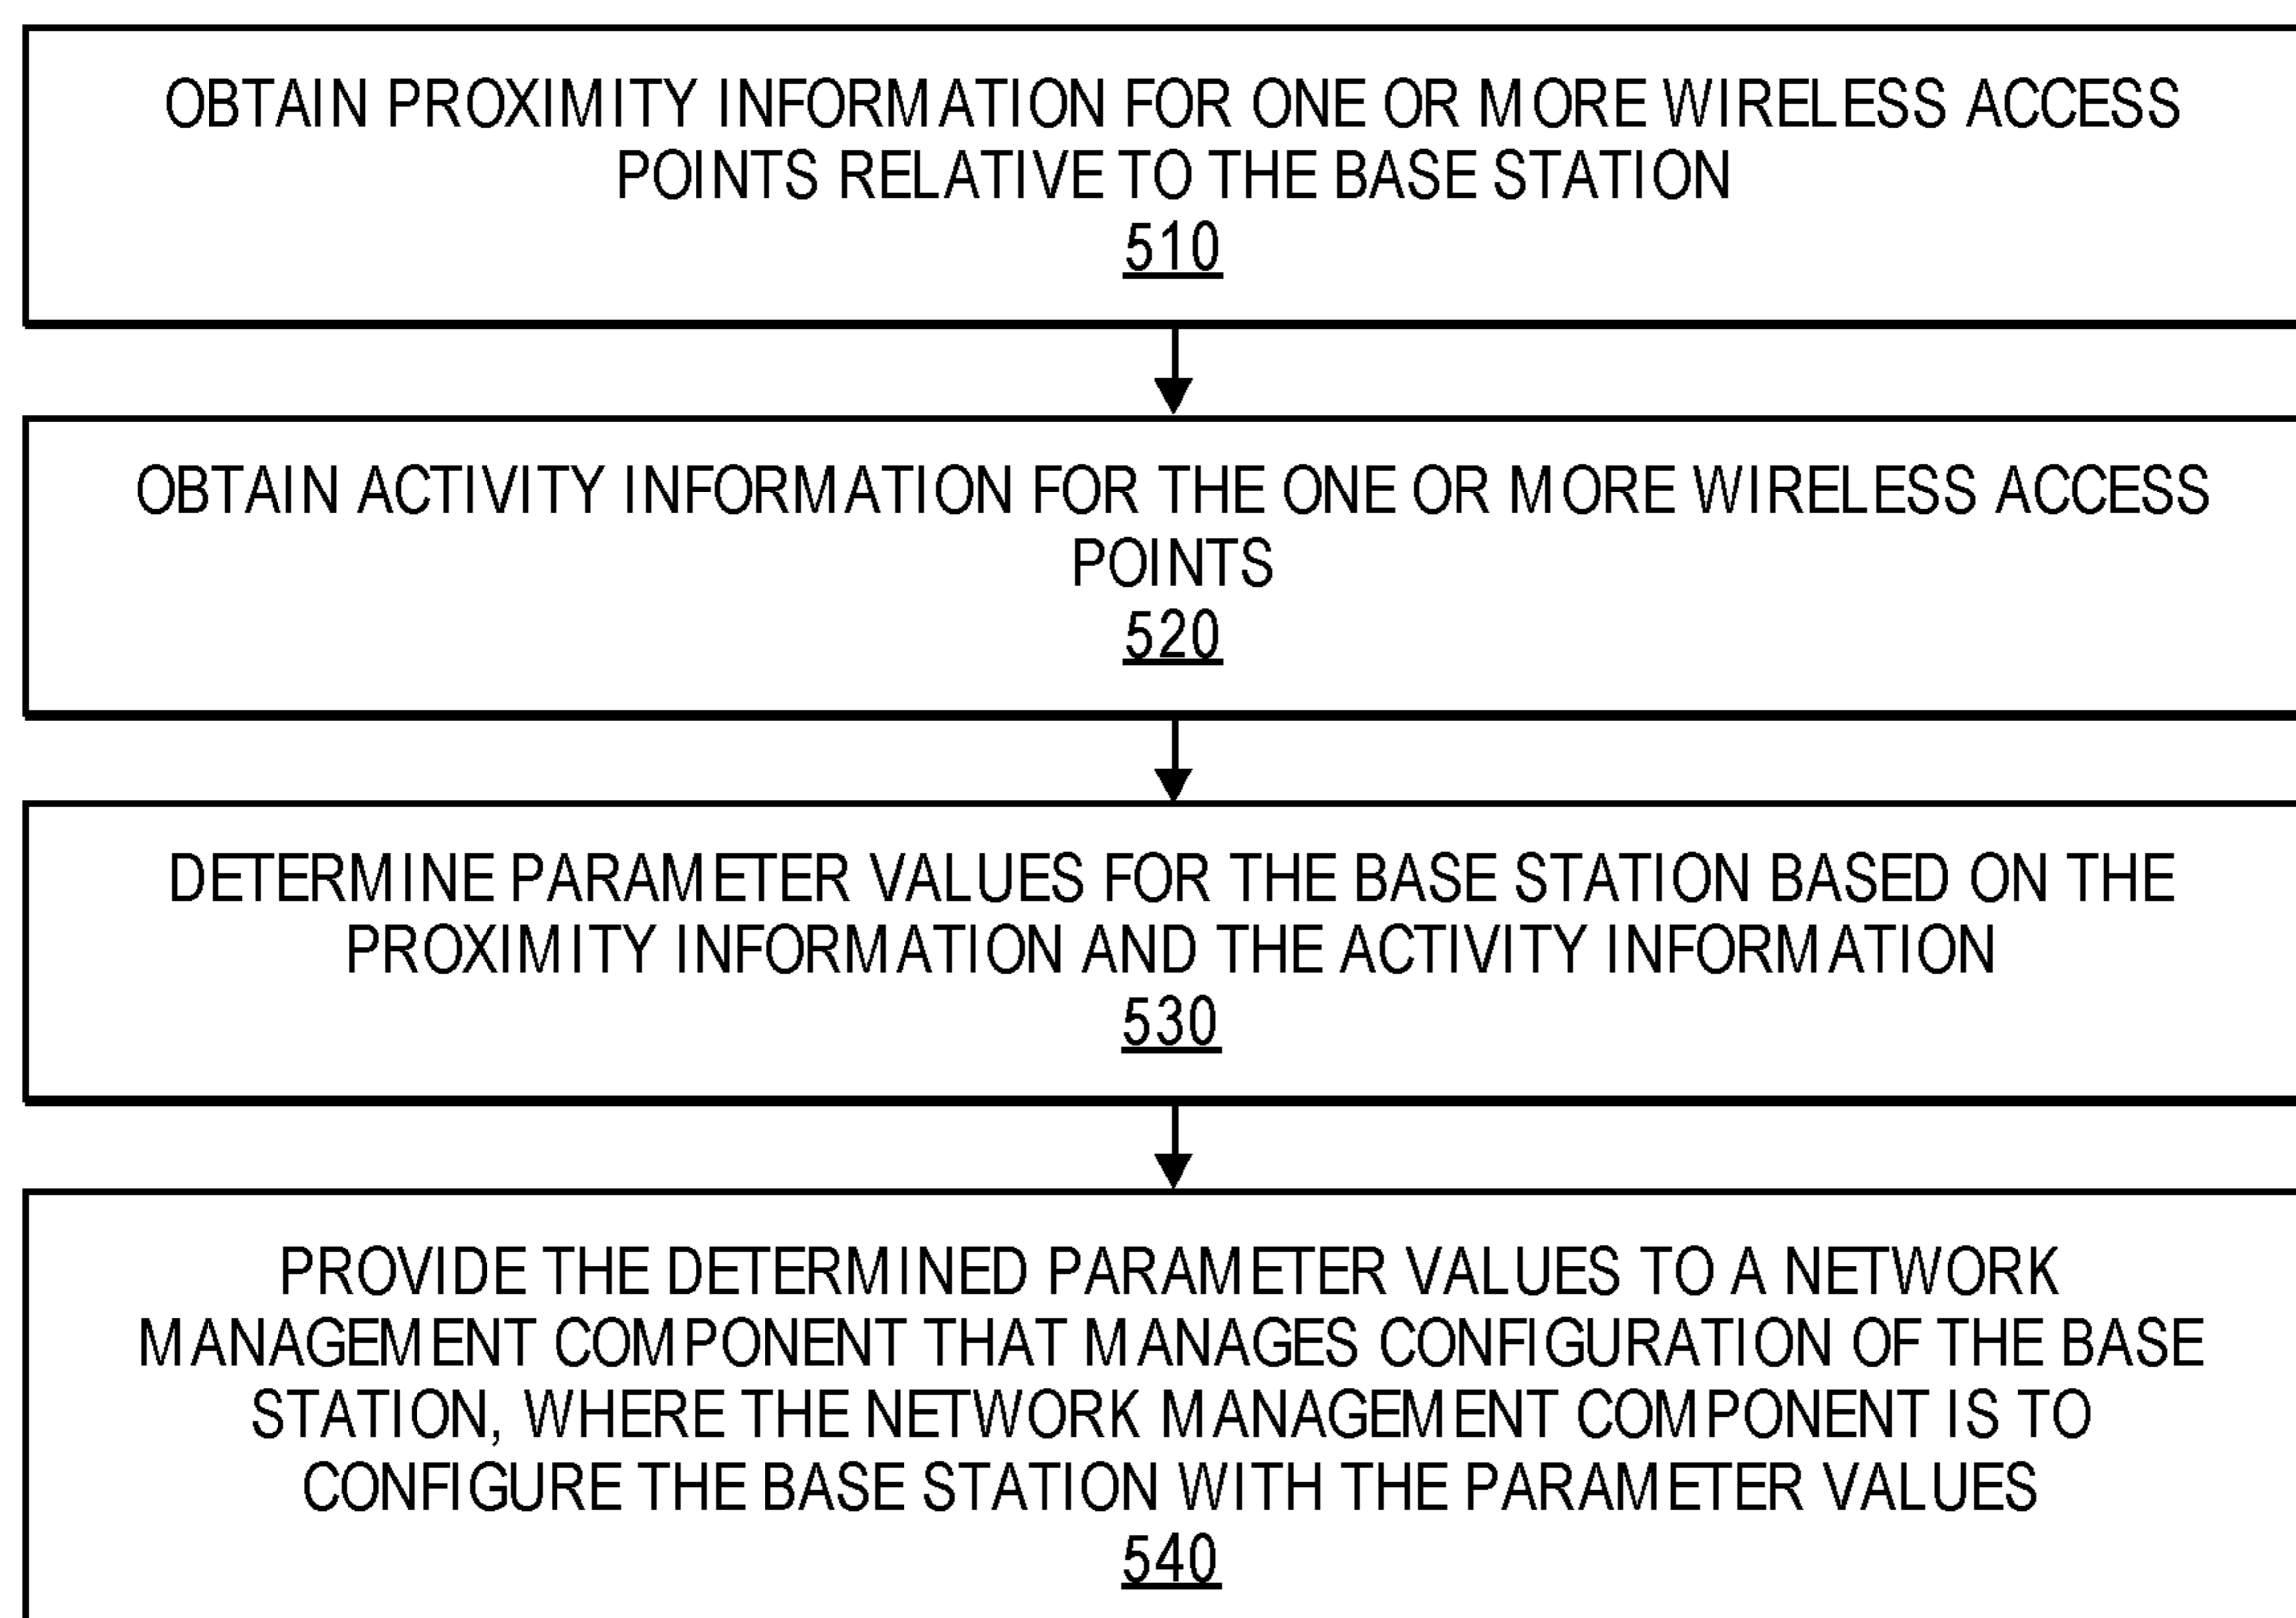 OBTAIN PROXIMITY INFORMATION FOR ONE OR MORE WIRELESS ACCESS
POINTS RELATIVE TO THE BASE STATION
510
OBTAIN ACTIVITY INFORMATION FOR THE ONE OR MORE WIRELESS ACCESS
POINTS
520
DETERMINE PARAMETER VALUES FOR THE BASE STATION BASED ON THE
PROXIMITY INFORMATION AND THE ACTIVITY INFORMATION
530
PROVIDE THE DETERMINED PARAMETER VALUES TO A NETWORK
MANAGEMENT COMPONENT THAT MANAGES CONFIGURATION OF THE BASE
STATION, WHERE THE NETWORK MANAGEMENT COMPONENT IS TO
CONFIGURE THE BASE STATION WITH THE PARAMETER VALUES
540